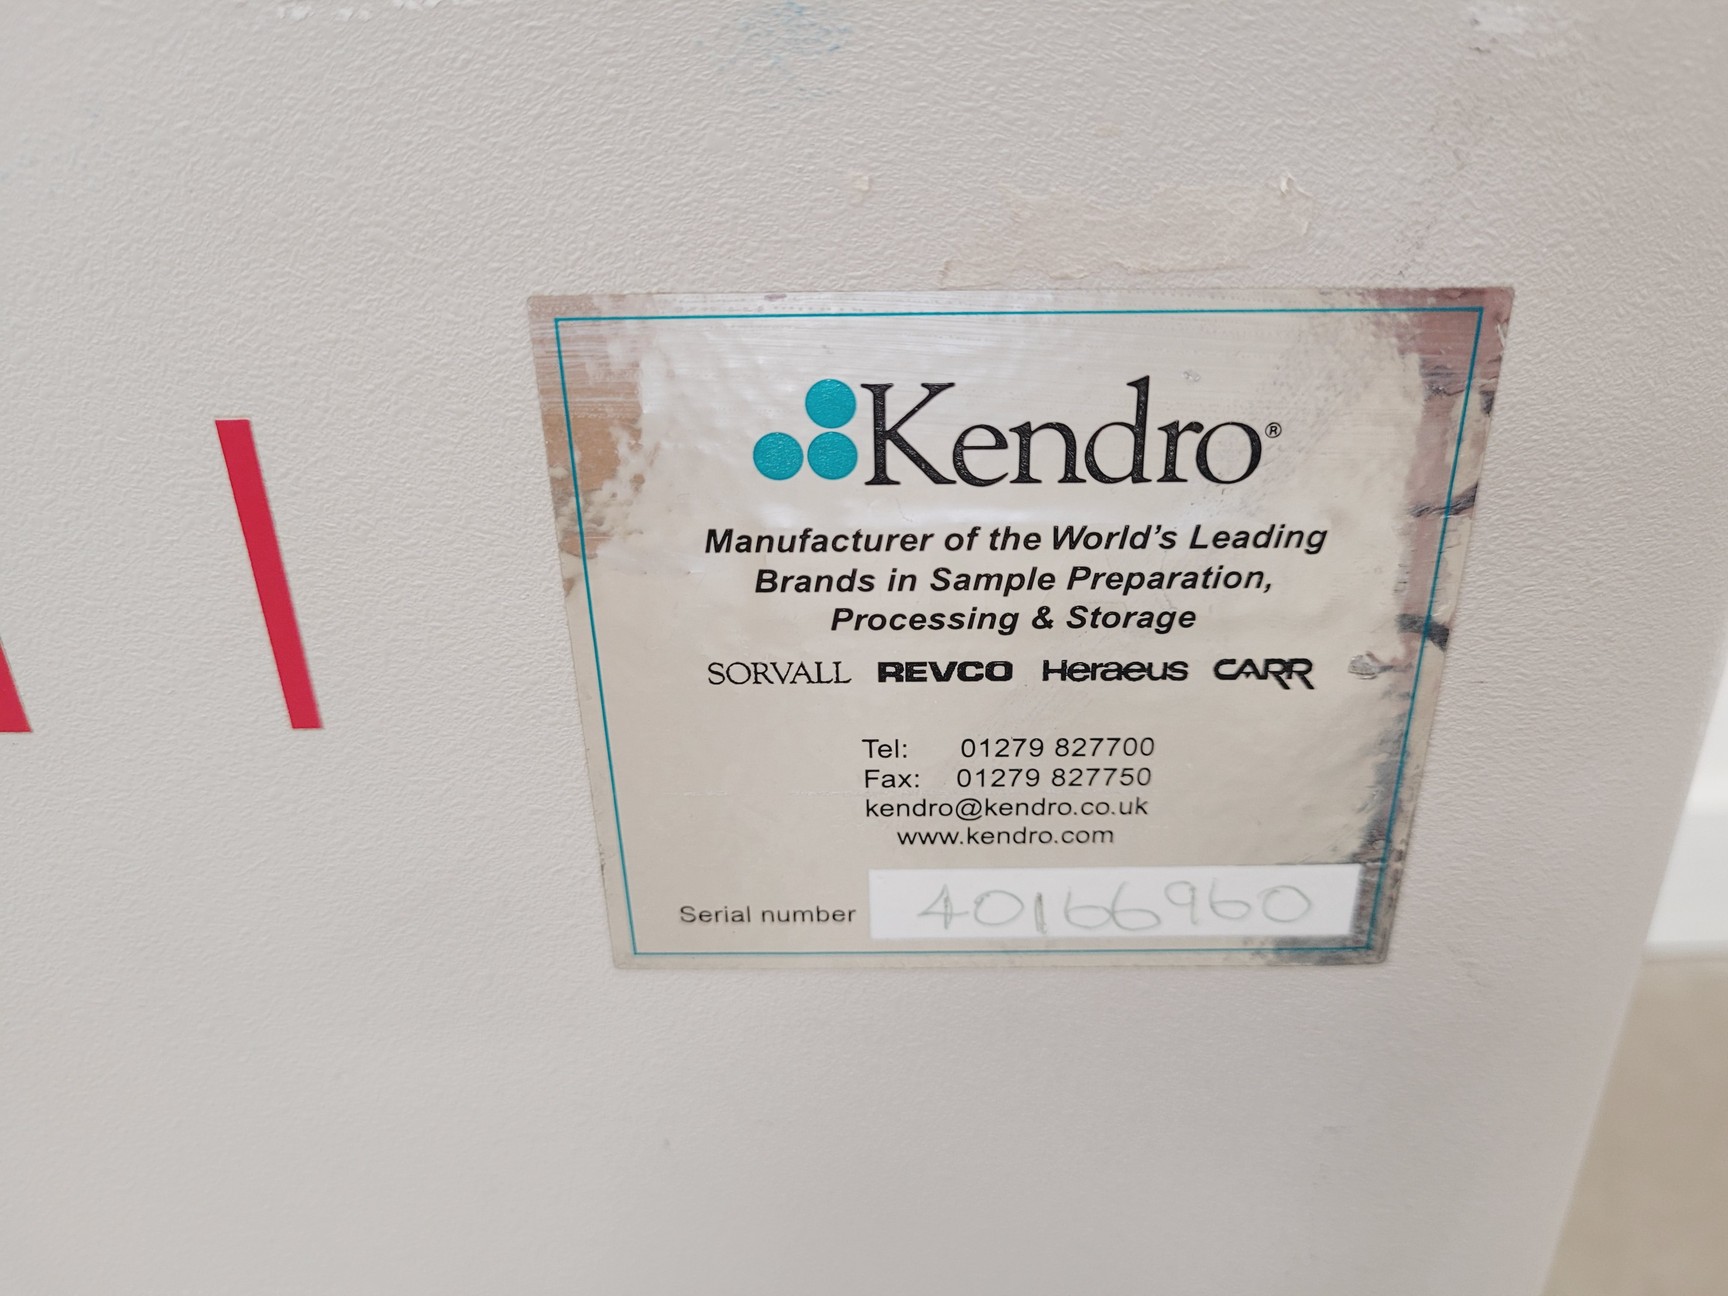 Kendro®
Manufacturer of the World's Leading
Brands in Sample Preparation,
Processing & Storage
SORVALL REVCO Heraeus CARR
Tel: 01279 827700
Fax: 01279 827750
kendro@kendro.co.uk
www.kendro.com
Serial number 40166960